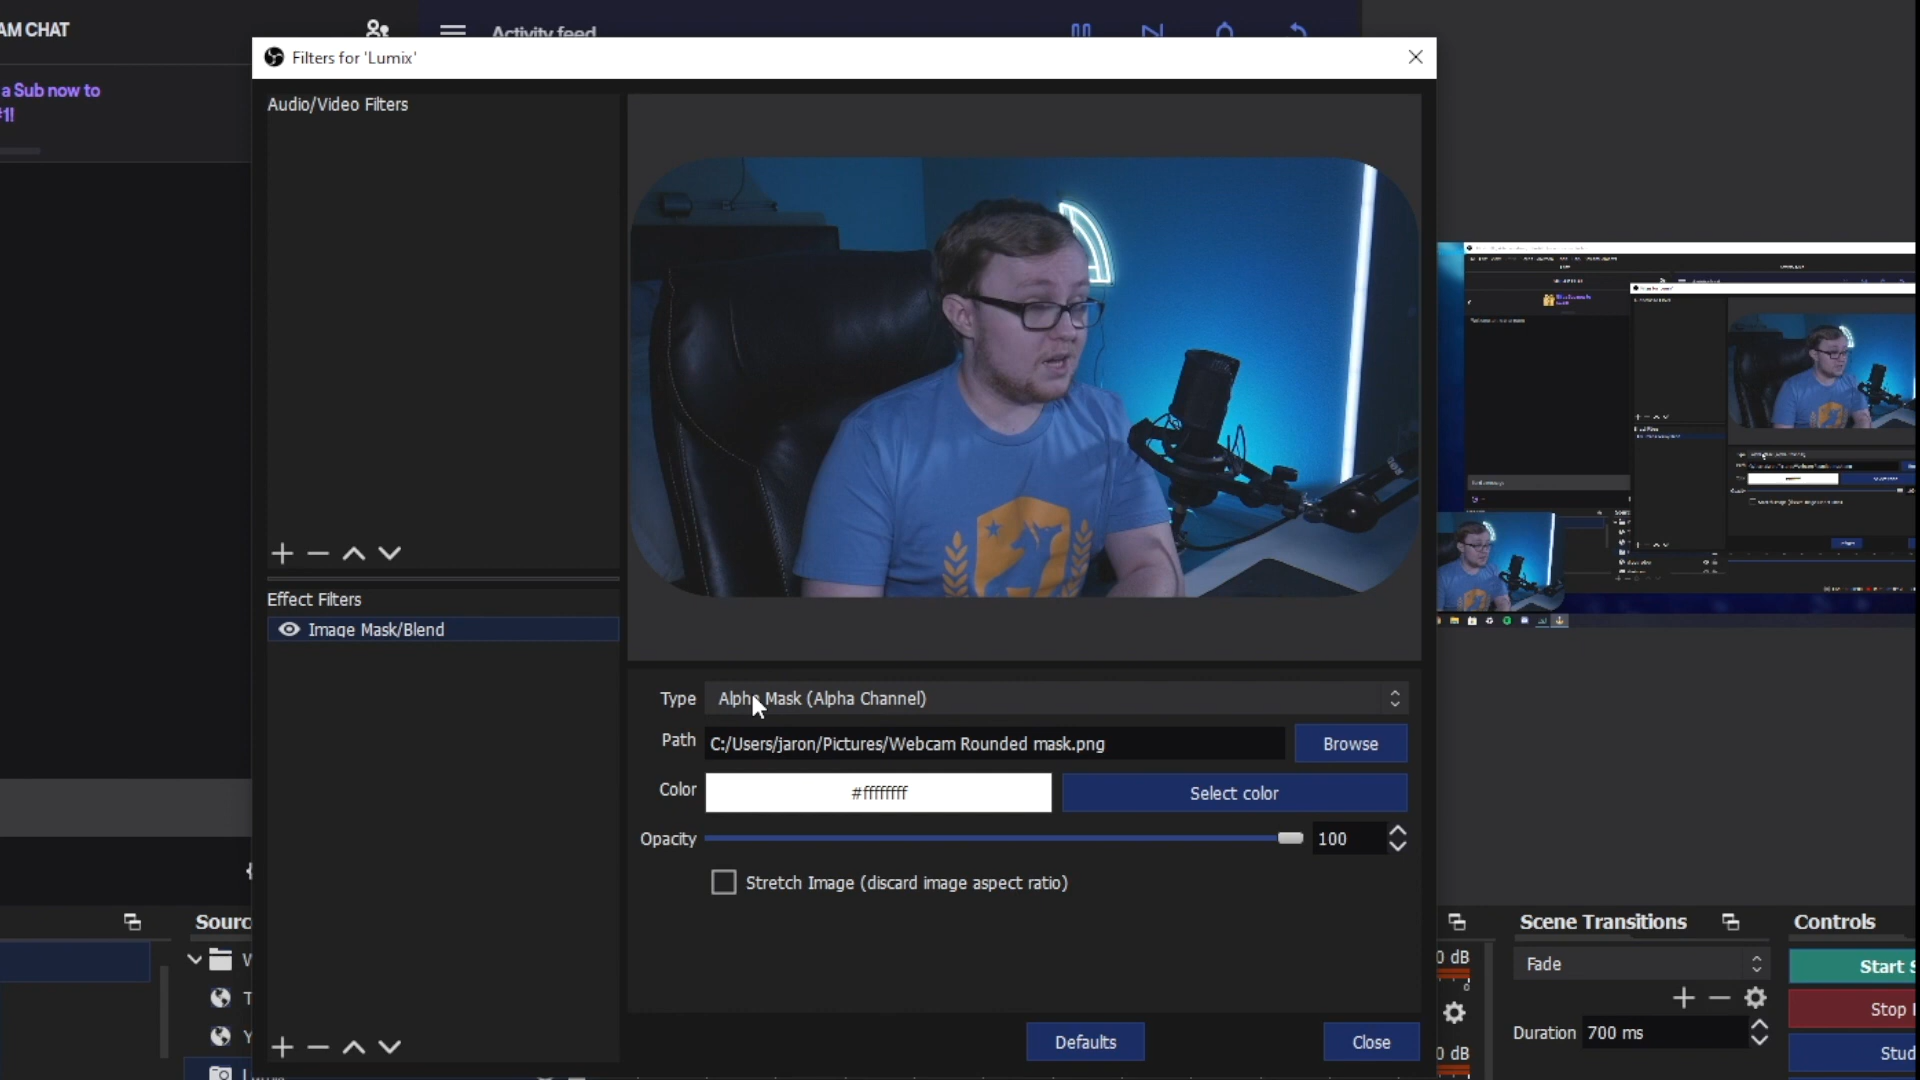 AM CHAT
Activity feed
a Sub now to
#1!
Filters for 'Lumix'
Audio/Video Filters
Effect Filters
Image Mask/Blend
Type
Alpha Mask (Alpha Channel)
Path
C:/Users/jaron/Pictures/Webcam Rounded mask.png
Browse
Color
#ffffffff
Select color
Opacity
100
Stretch Image (discard image aspect ratio)
Defaults
Close
Sourc
0 dB
0
0 dB
Scene Transitions
Fade
Duration
700 ms
Controls
Start S
Stop
Stud